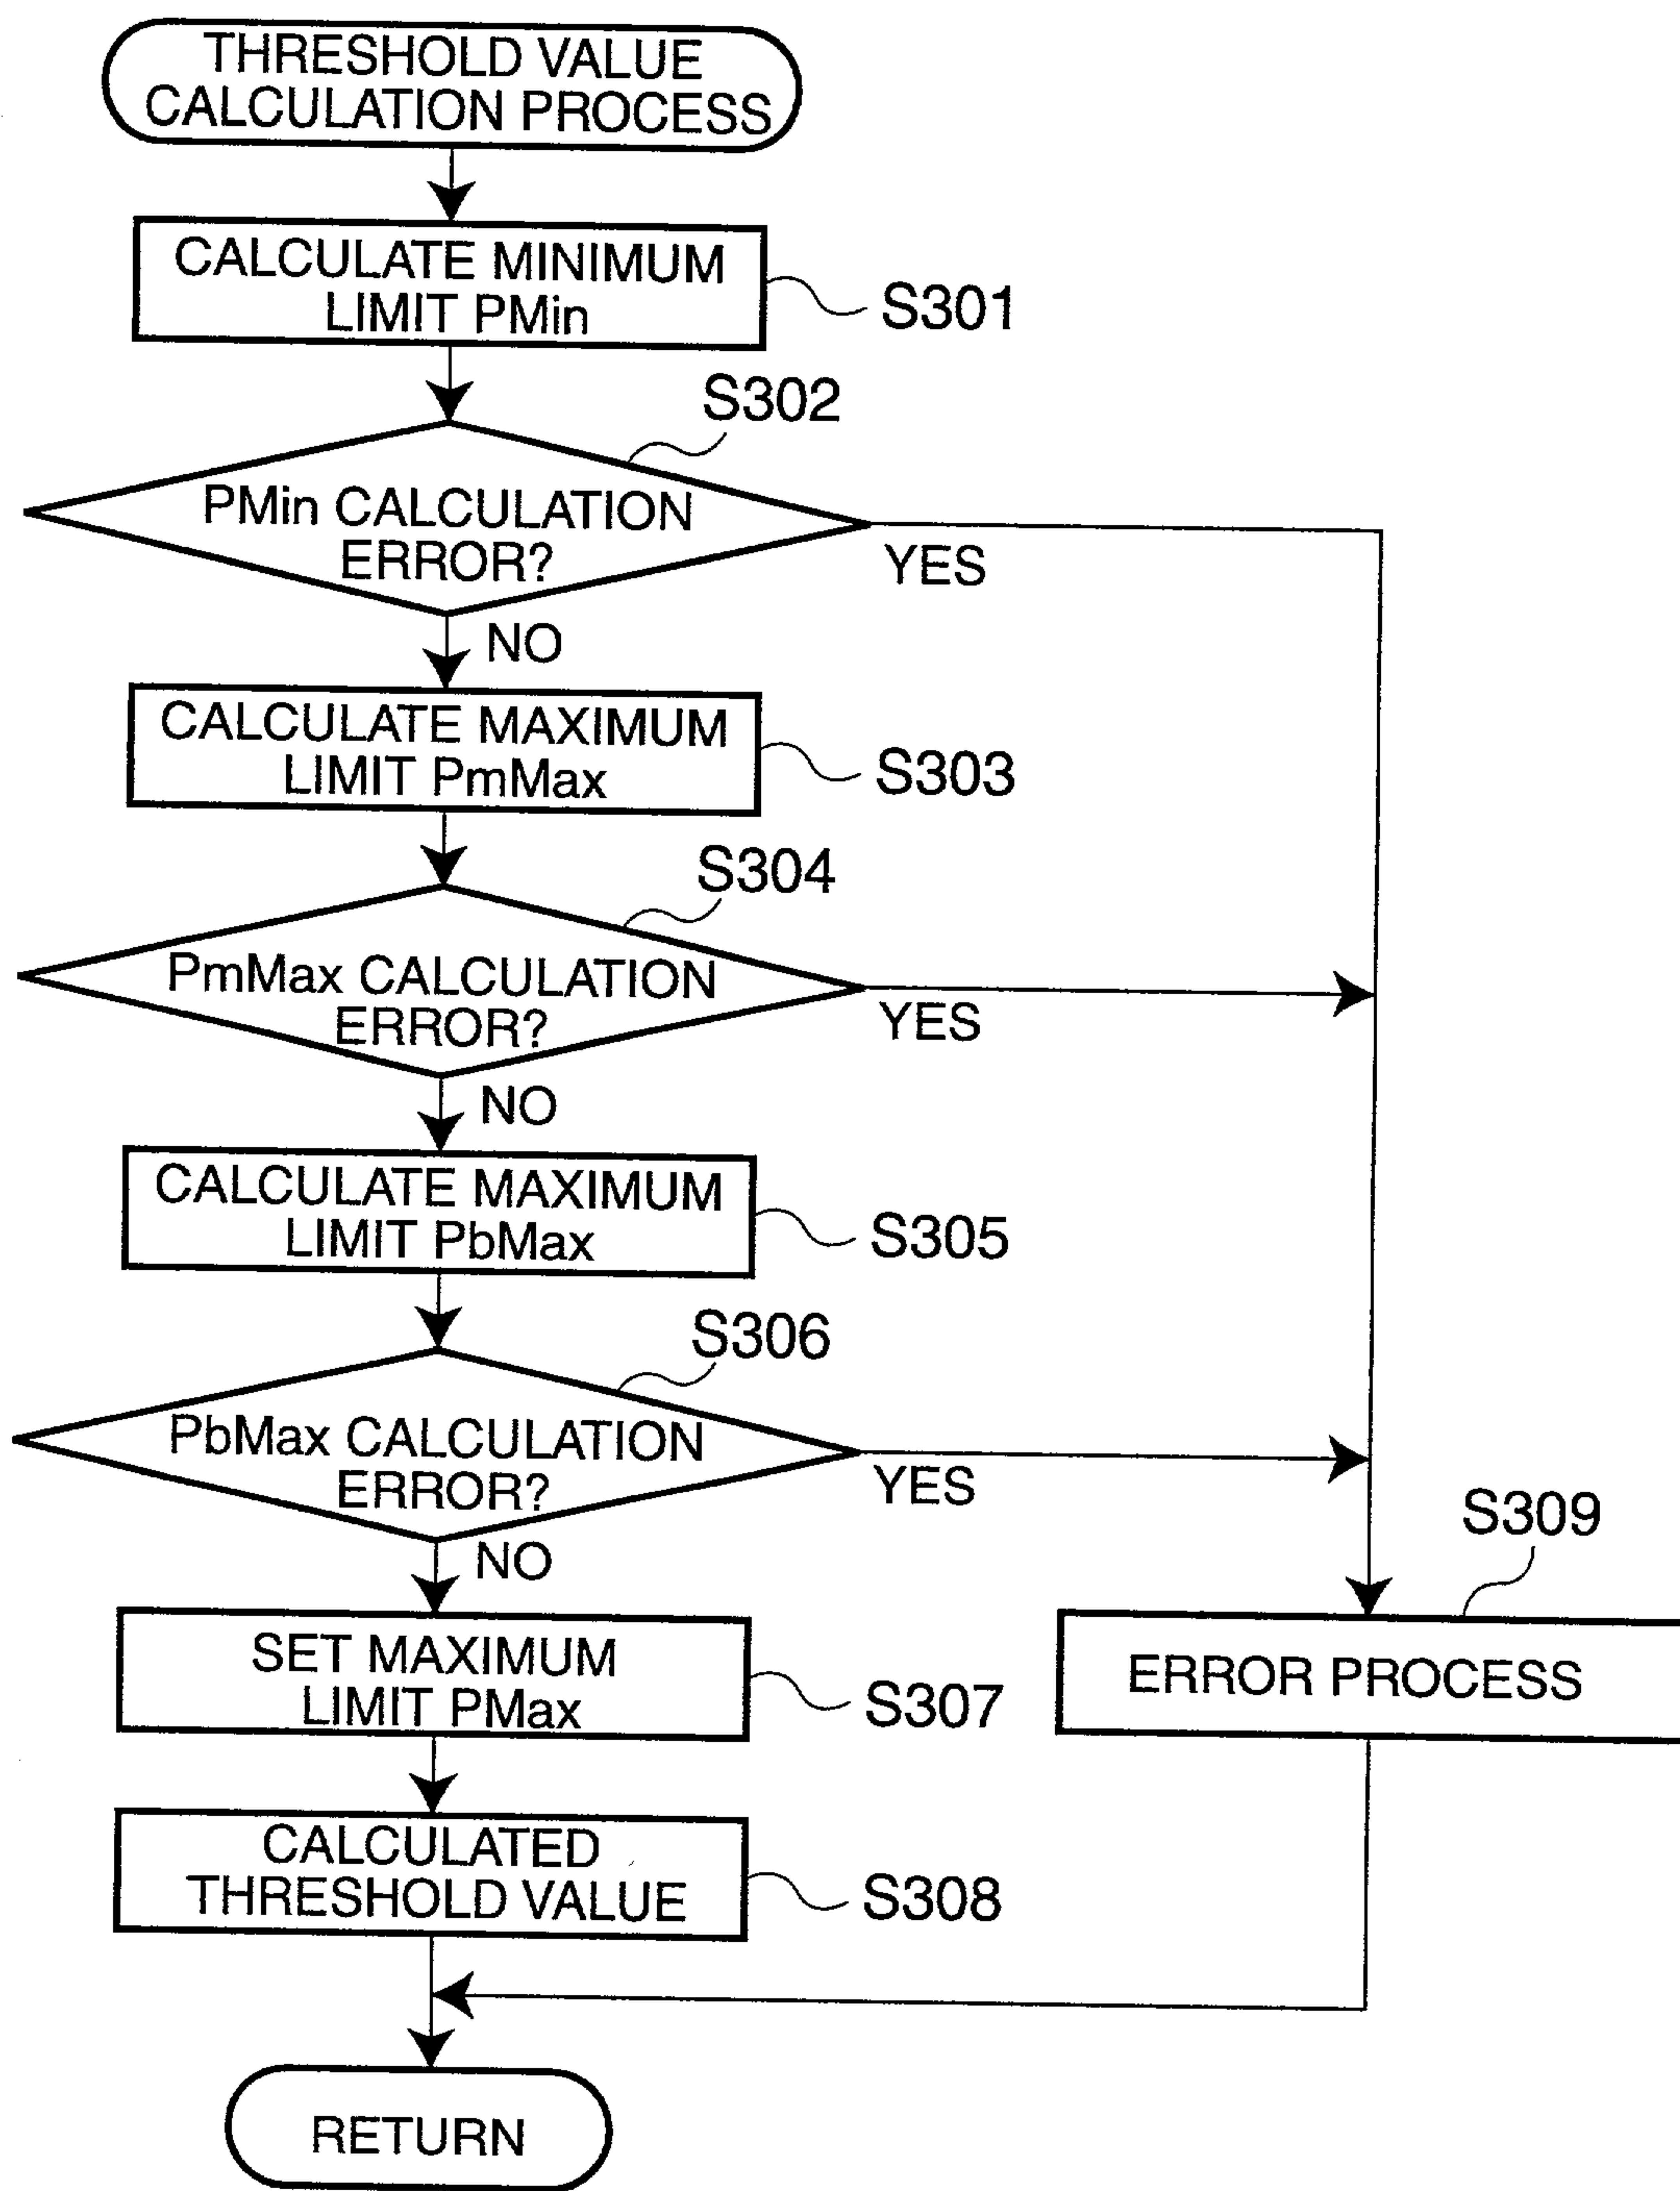 THRESHOLD VALUE
CALCULATION PROCESS
CALCULATE MINIMUM
LIMIT PMin
S301
S302
PMin CALCULATION
ERROR?
YES
NO
CALCULATE MAXIMUM
LIMIT PmMax
S303
S304
PmMax CALCULATION
ERROR?
YES
NO
CALCULATE MAXIMUM
LIMIT PbMax
S305
S306
PbMax CALCULATION
ERROR?
YES
NO
S309
SET MAXIMUM
LIMIT PMax
S307
ERROR PROCESS
CALCULATED
THRESHOLD VALUE
S308
RETURN